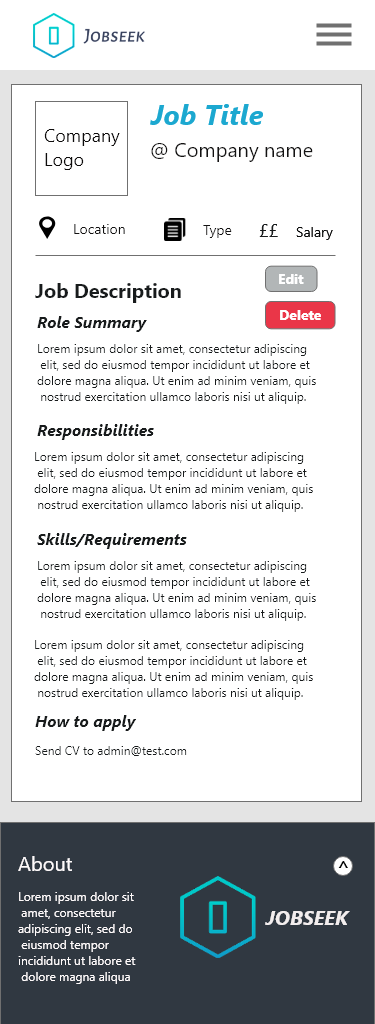 JOBSEEK
Company
Logo
Job Title
@ Company name
Location
Type
££
Salary
Edit
Job Description
Delete
Role Summary
Lorem ipsum dolor sit amet, consectetur adipiscing
elit, sed do eiusmod tempor incididunt ut labore et
dolore magna aliqua. Ut enim ad minim veniam, quis
nostrud exercitation ullamco laboris nisi ut aliquip.
Responsibilities
Lorem ipsum dolor sit amet, consectetur adipiscing
elit, sed do eiusmod tempor incididunt ut labore et
dolore magna aliqua. Ut enim ad minim veniam, quis
nostrud exercitation ullamco laboris nisi ut aliquip.
Skills/Requirements
Lorem ipsum dolor sit amet, consectetur adipiscing
elit, sed do eiusmod tempor incididunt ut labore et
dolore magna aliqua. Ut enim ad minim veniam, quis
nostrud exercitation ullamco laboris nisi ut aliquip.
Lorem ipsum dolor sit amet, consectetur adipiscing
elit, sed do eiusmod tempor incididunt ut labore et
dolore magna aliqua. Ut enim ad minim veniam, quis
nostrud exercitation ullamco laboris nisi ut aliquip.
How to apply
Send CV to admin@test.com
About
Lorem ipsum dolor sit
amet, consectetur
adipiscing elit, sed do
eiusmod tempor
incididunt ut labore et
dolore magna aliqua
JOBSEEK